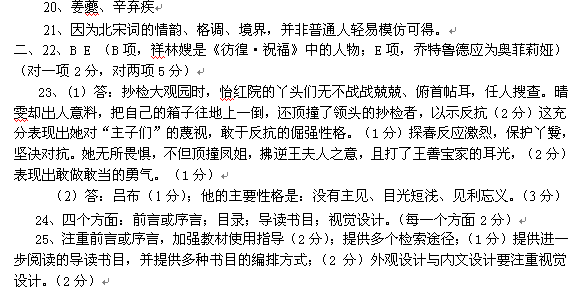 20、姜夔、辛弃疾
21、因为北宋词的情韵、格调、境界，并非普通人轻易模仿可得。
二、22、B E（B项，祥林嫂是《彷徨·祝福》中的人物；E项，乔特鲁德应为奥菲莉娅）
（对一项2分，对两项5分）
23、（1）答：抄检大观园时，怡红院的丫头们无不战战兢兢、俯首帖耳，任人搜查。晴
雯却出人意料，把自己的箱子往地上一倒，还顶撞了领头的抄检者，以示反抗（2分）这充
分表现出她对“主子们”的蔑视，敢于反抗的倔强性格。（1分）探春反应激烈，保护丫鬟，
坚决对抗。她无所畏惧，不但顶撞凤姐，拂逆王夫人之意，且打了王善宝家的耳光，（2分）
表现出敢做敢当的勇气。（1分）
（2）答：吕布（1分）；他的主要性格是：没有主见、目光短浅、见利忘义。（3分）
24、四个方面：前言或序言；目录；导读书目；视觉设计。（每一个方面2分）
25、注重前言或序言，加强教材使用指导（2分）；提供多个检索途径；（1分）提供进一
步阅读的导读书目，并提供多种书目的编排方式；（2 分）外观设计与内文设计要注重视觉
设计。（2分）